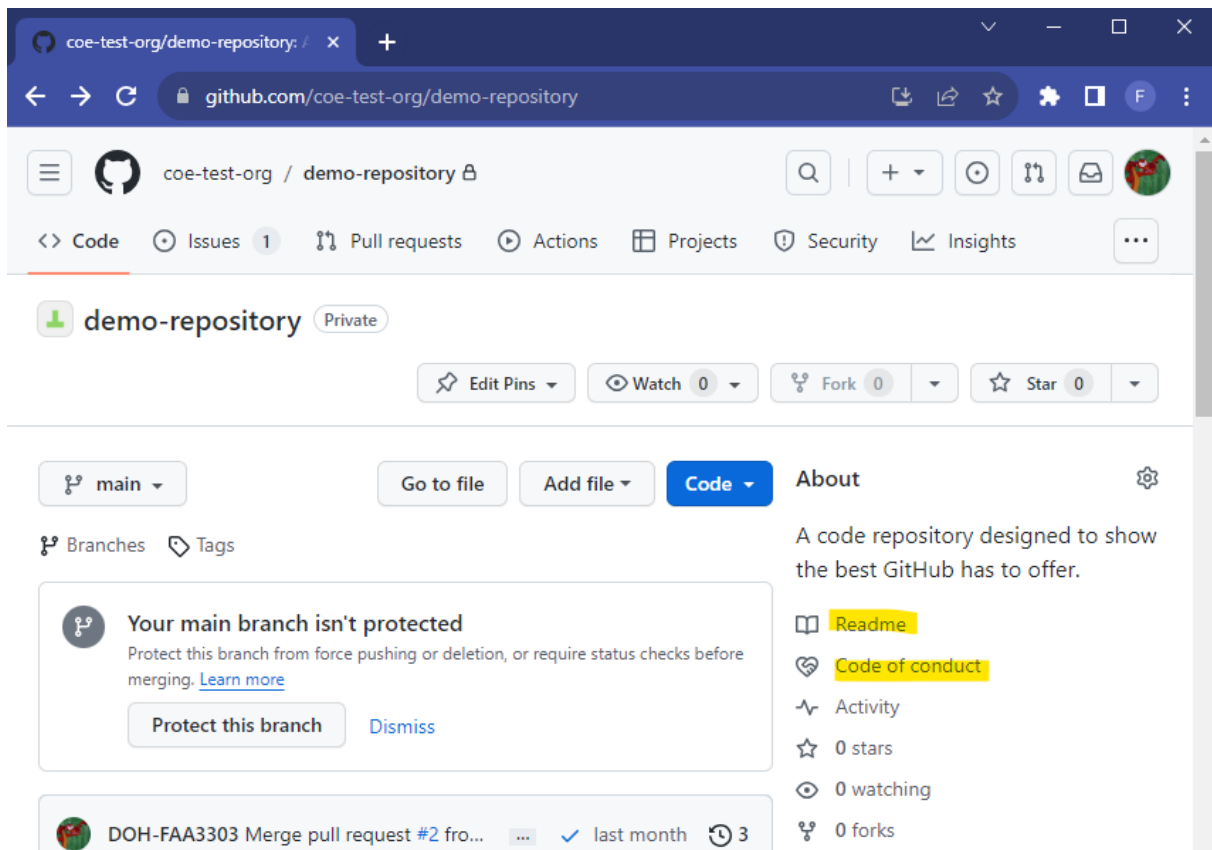 coe-test-org/demo-repository: A
github.com/coe-test-org/demo-repository
F
coe-test-org / demo-repository
Code Issues 1 Pull requests Actions Projects Security Insights
demo-repository Private
Edit Pins Watch 0 Fork 0 Star 0
main Go to file Add file Code
Branches Tags
Your main branch isn't protected
Protect this branch from force pushing or deletion, or require status checks before
merging. Learn more
Protect this branch Dismiss
DOH-FAA3303 Merge pull request #2 fro... ... last month 3
About
A code repository designed to show
the best GitHub has to offer.
Readme
Code of conduct
Activity
0 stars
0 watching
0 forks